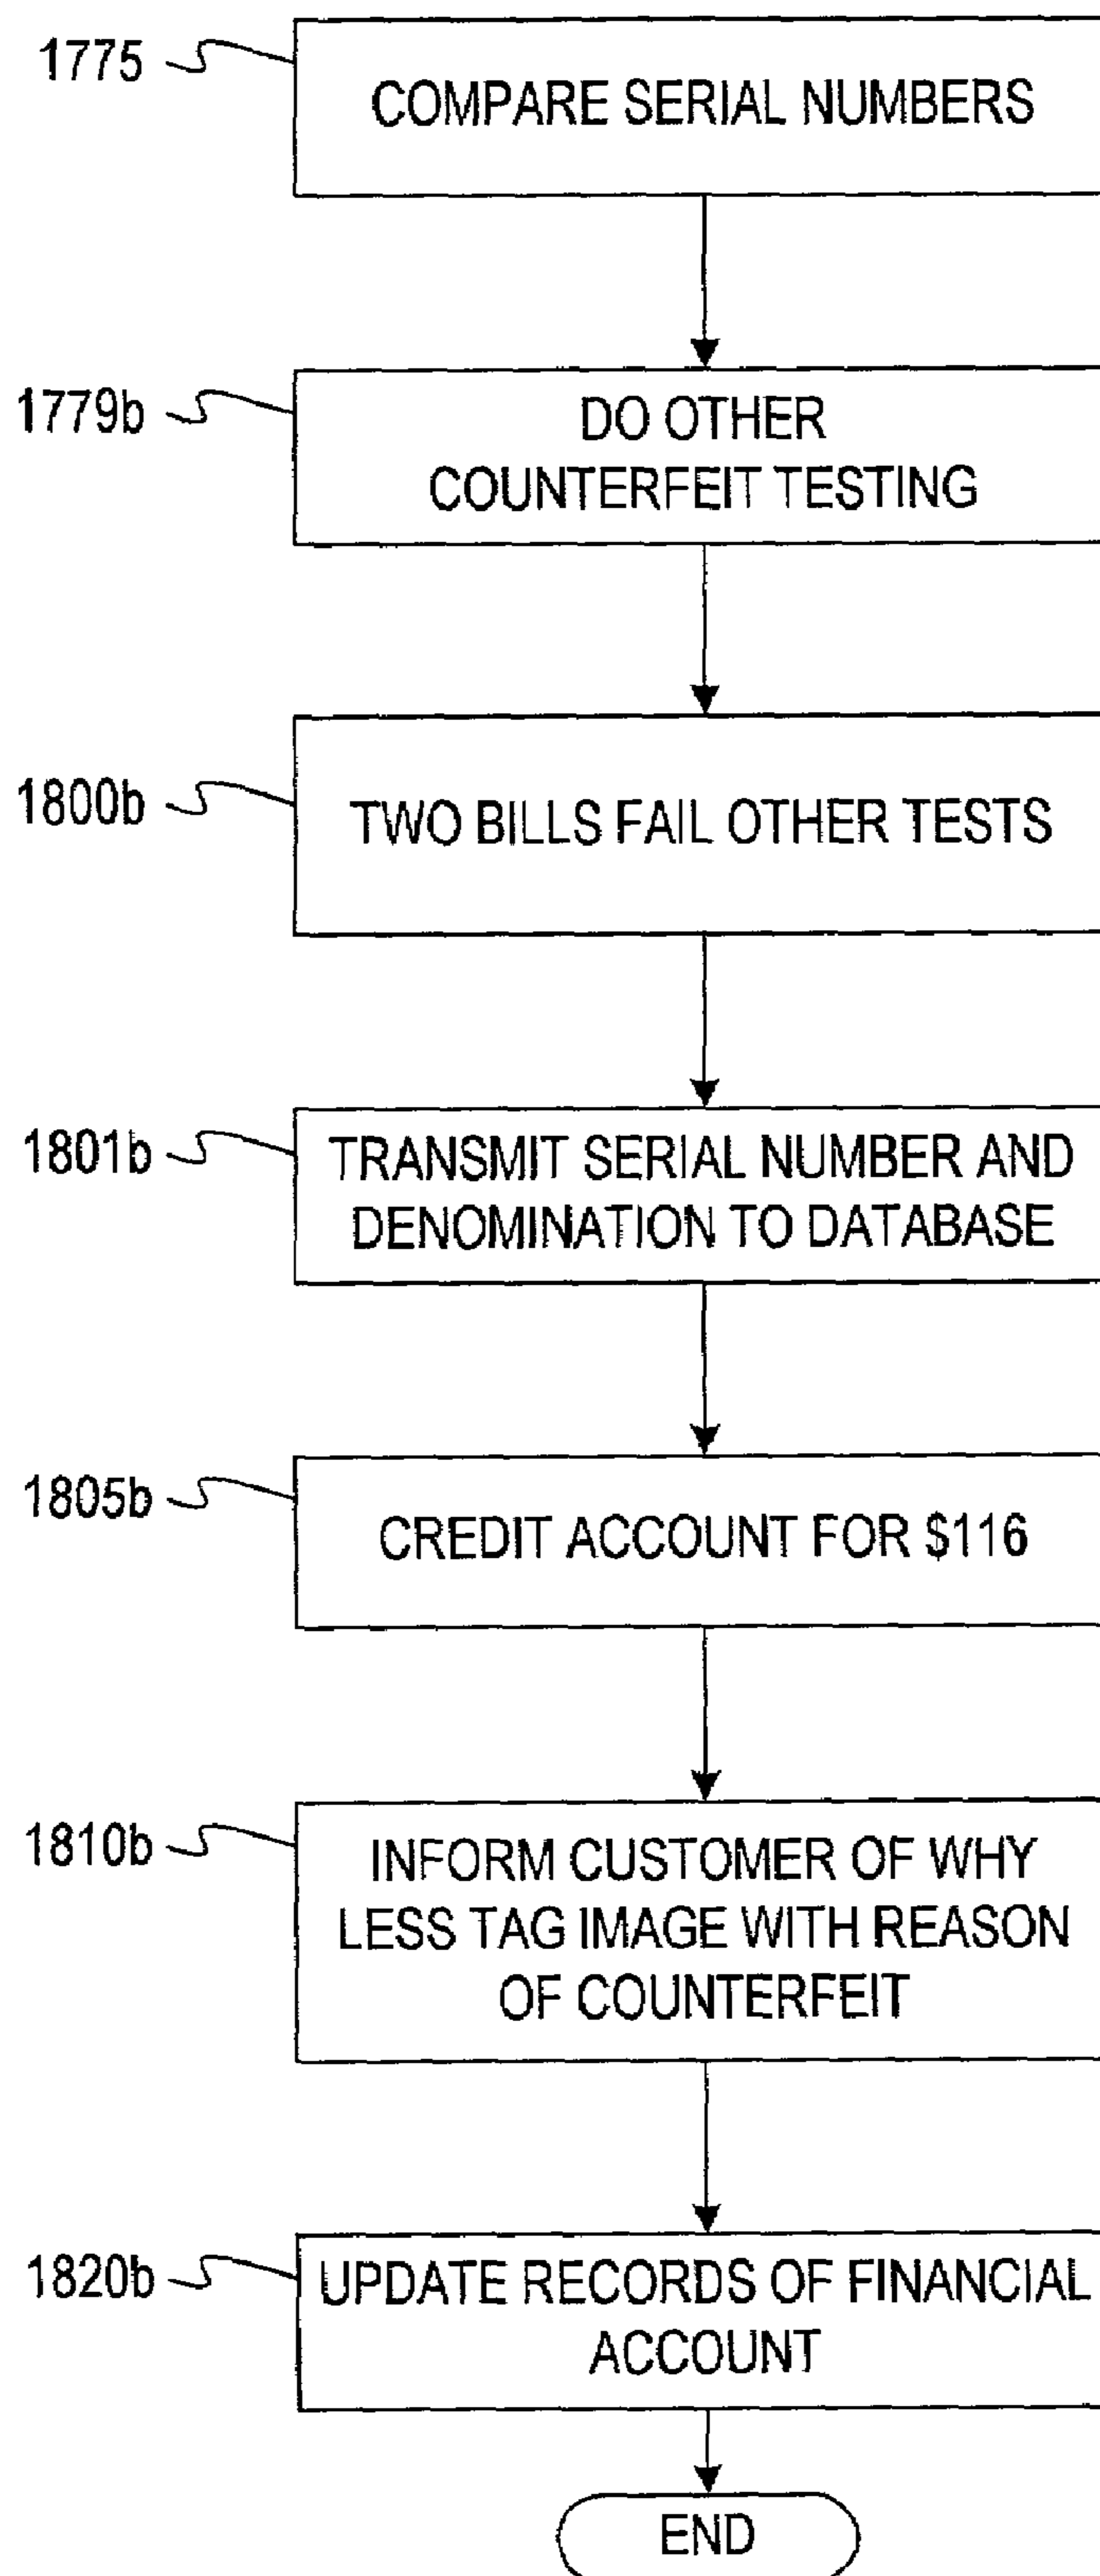 1775
COMPARE SERIAL NUMBERS
1779b
DO OTHER
COUNTERFEIT TESTING
1800b
TWO BILLS FAIL OTHER TESTS
1801b
TRANSMIT SERIAL NUMBER AND
DENOMINATION TO DATABASE
1805b
CREDIT ACCOUNT FOR $116
1810b
INFORM CUSTOMER OF WHY
LESS TAG IMAGE WITH REASON
OF COUNTERFEIT
1820b
UPDATE RECORDS OF FINANCIAL
ACCOUNT
END